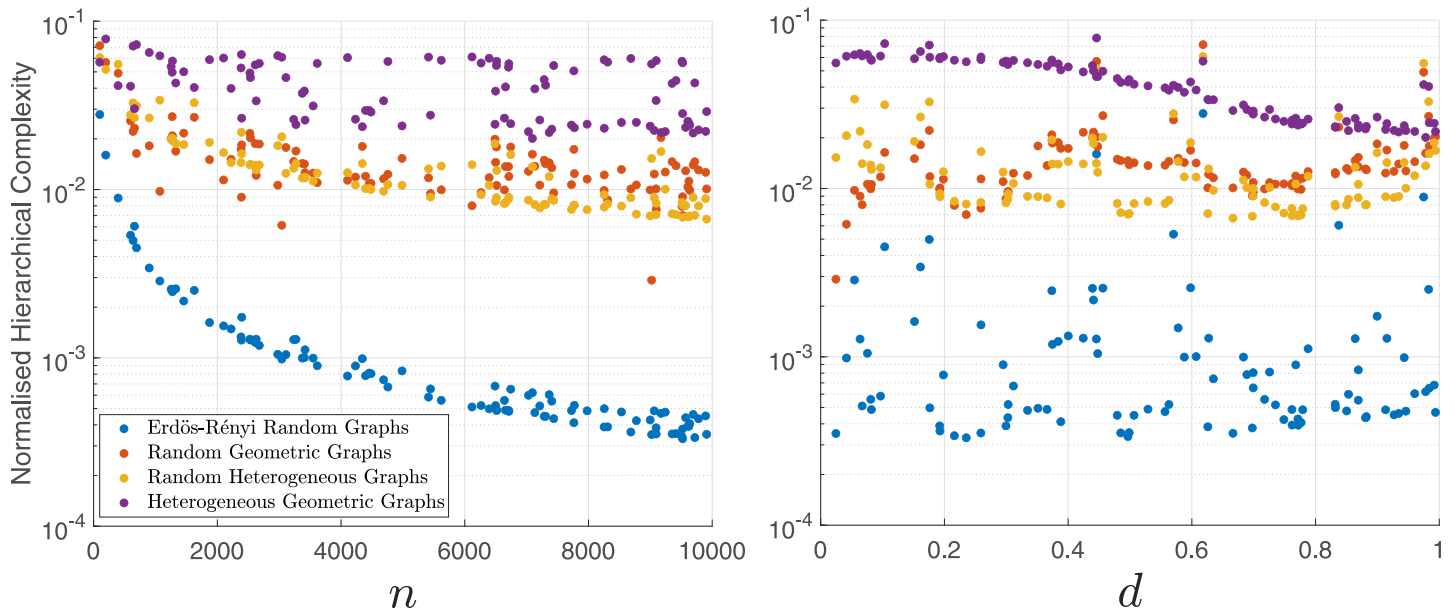 Normalised Hierarchical Complexity
10-1
10-2
10-3
10-4
Erdös-Rényi Random Graphs
Random Geometric Graphs
Random Heterogeneous Graphs
Heterogeneous Geometric Graphs
0 2000 4000 6000 8000 10000
n
10-1
10-2
10-3
10-4
0 0.2 0.4 0.6 0.8 1
d